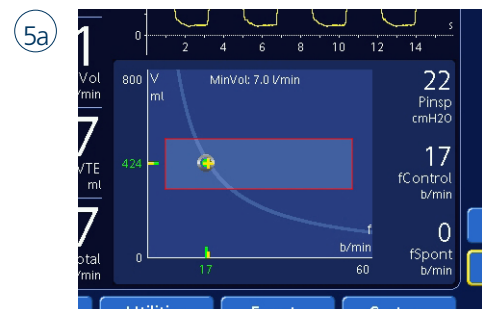 5a
0
2 4 6 8 10 12 14
s
1
Vol
/min
7
VTE
ml
7
otal
/min
800 V
ml
MinVol: 7.0 l/min
424
0
17
f
b/min
60
22
Pinsp
cmH2O
17
fControl
b/min
0
fSpont
b/min